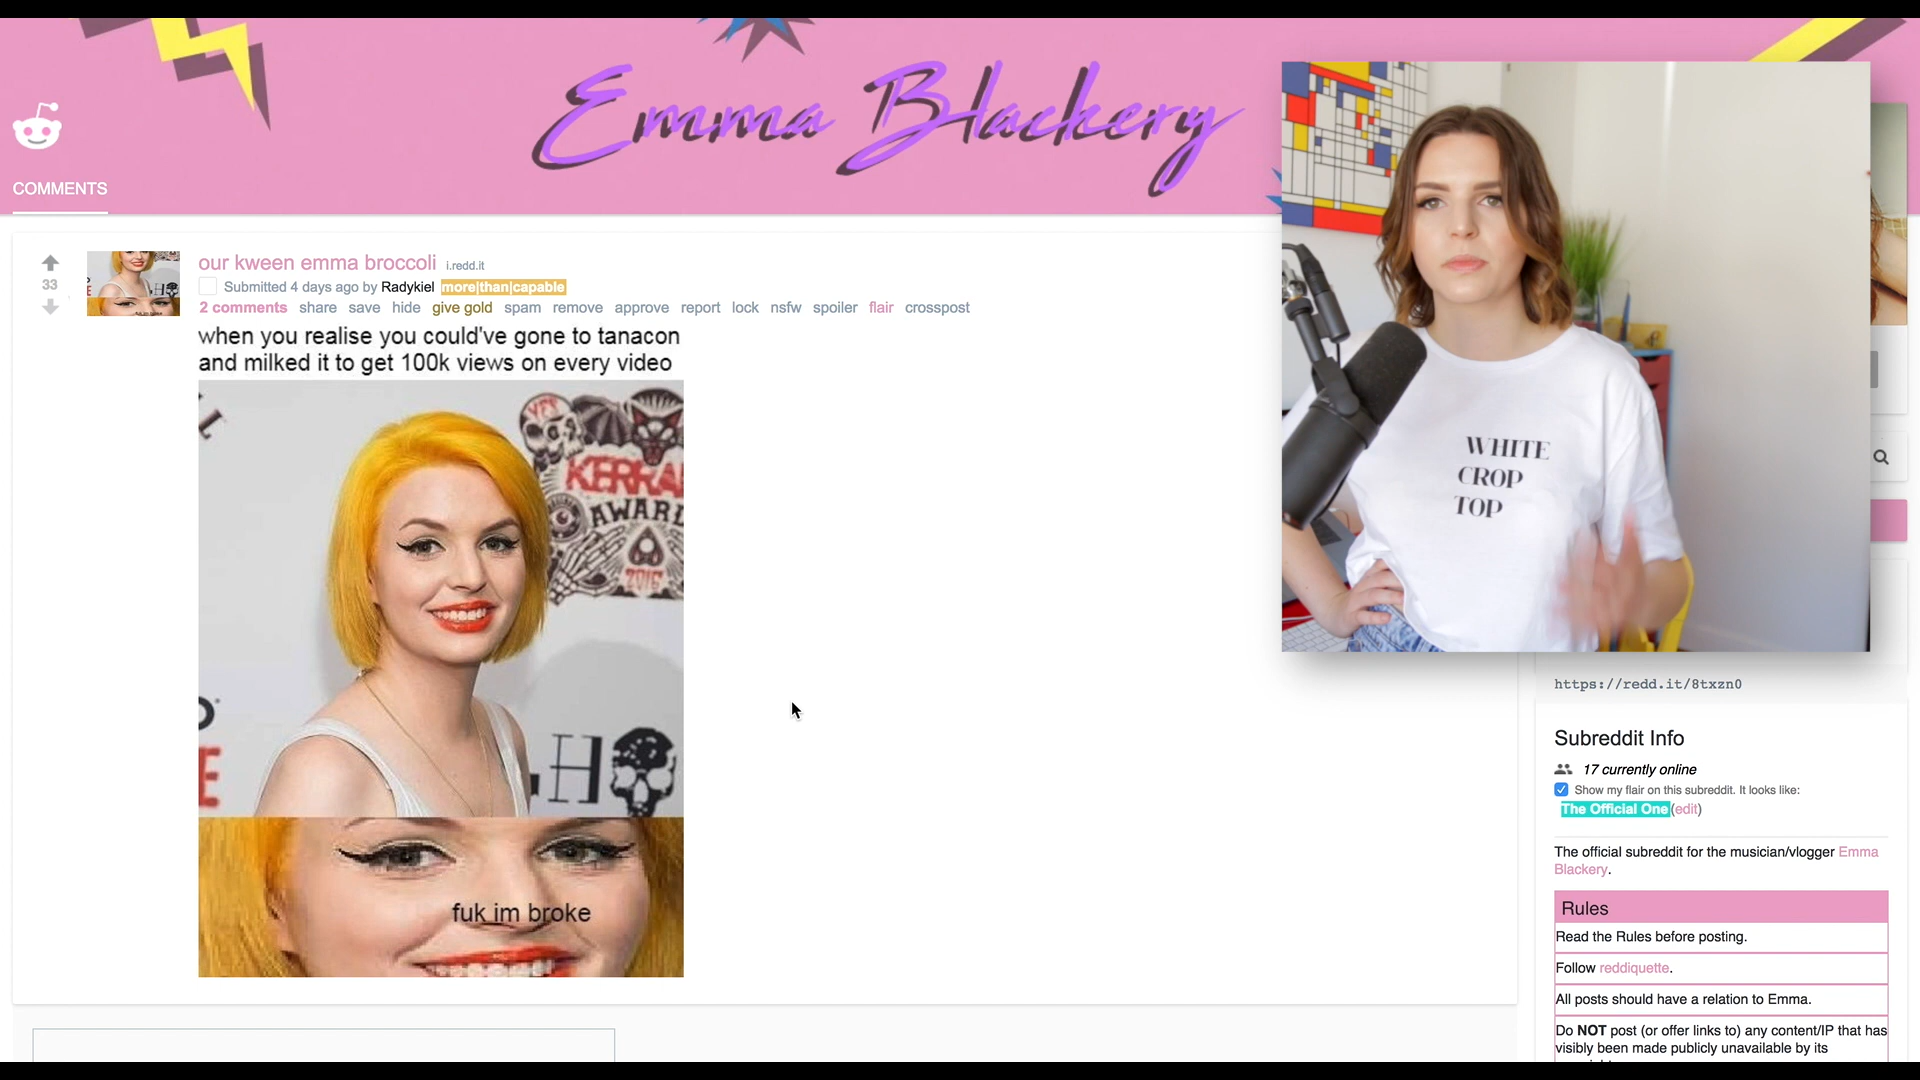 Emma Blackery
COMMENTS
33
our kween emma broccoli i.redd.it
Submitted 4 days ago by Radykiel more|than|capable
2 comments share save hide give gold spam remove approve report lock nsfw spoiler flair crosspost
when you realise you could've gone to tanacon
and milked it to get 100k views on every video
KERRA
AWARD
2016
fuk im broke
WHITE
CROP
TOP
https://redd.it/8txzn0
Subreddit Info
17 currently online
Show my flair on this subreddit. It looks like:
The Official One(edit)
The official subreddit for the musician/vlogger Emma
Blackery.
Rules
Read the Rules before posting.
Follow reddiquette.
All posts should have a relation to Emma.
Do NOT post (or offer links to) any content/IP that has
visibly been made publicly unavailable by its